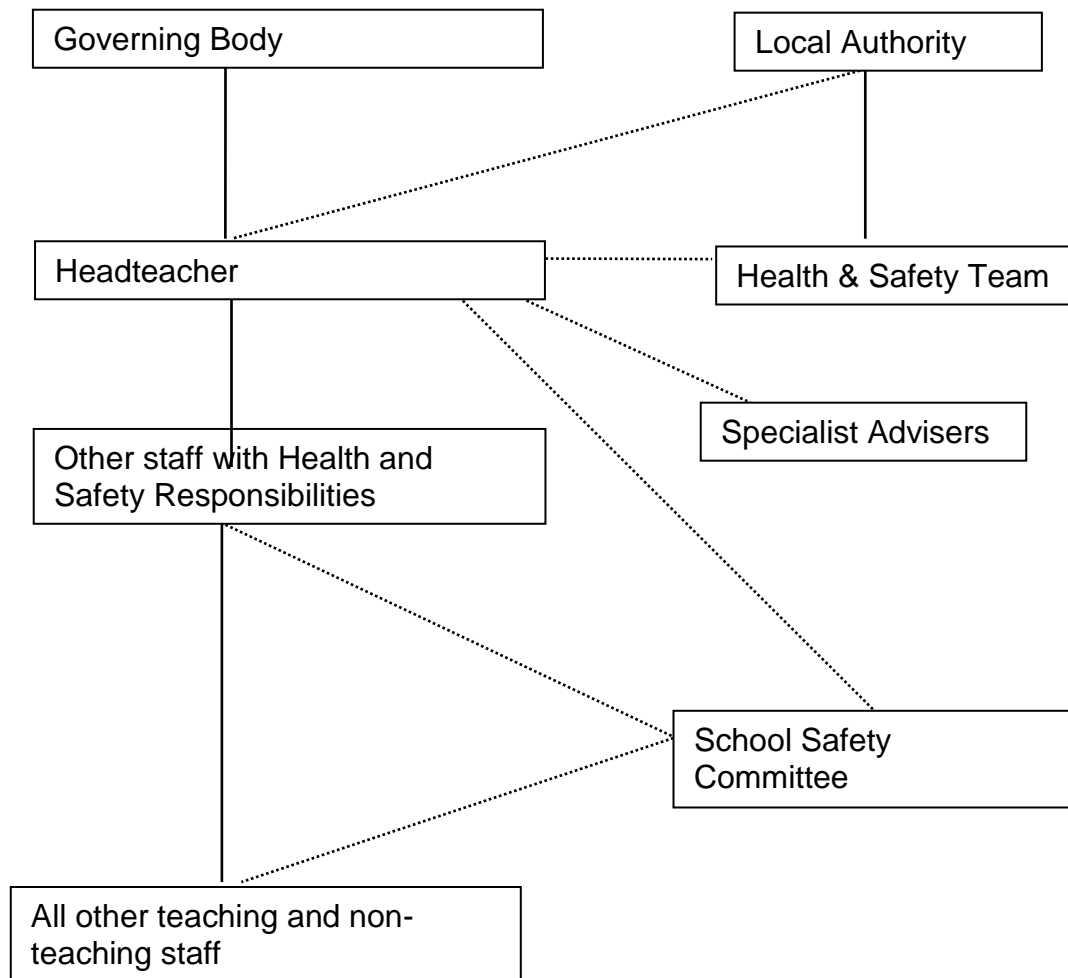 Governing Body
Local Authority
Headteacher
Health & Safety Team
Specialist Advisers
Other staff with Health and
Safety Responsibilities
School Safety
Committee
All other teaching and non-
teaching staff